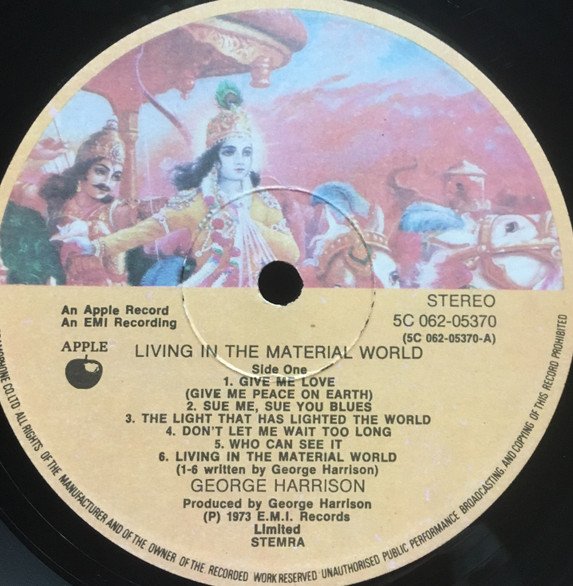 An Apple Record
An EMI Recording
APPLE
STEREO
5C 062-05370
(5C 062-05370-A)
LIVING IN THE MATERIAL WORLD
Side One
1. GIVE ME LOVE
(GIVE ME PEACE ON EARTH)
2. SUE ME, SUE YOU BLUES
3. THE LIGHT THAT HAS LIGHTED THE WORLD
4. DON'T LET ME WAIT TOO LONG
5. WHO CAN SEE IT
6. LIVING IN THE MATERIAL WORLD
(1-6 written by George Harrison)
GEORGE HARRISON
Produced by George Harrison
(P) 1973 E.M.I. Records
Limited
STEMRA
CO. LTD. ALL RIGHTS OF THE MANUFACTURER AND OF THE OWNER OF THE RECORDED WORK RESERVED UNAUTHORISED PUBLIC PERFORMANCE BROADCASTING AND COPYING OF THIS RECORD PROHIBITED